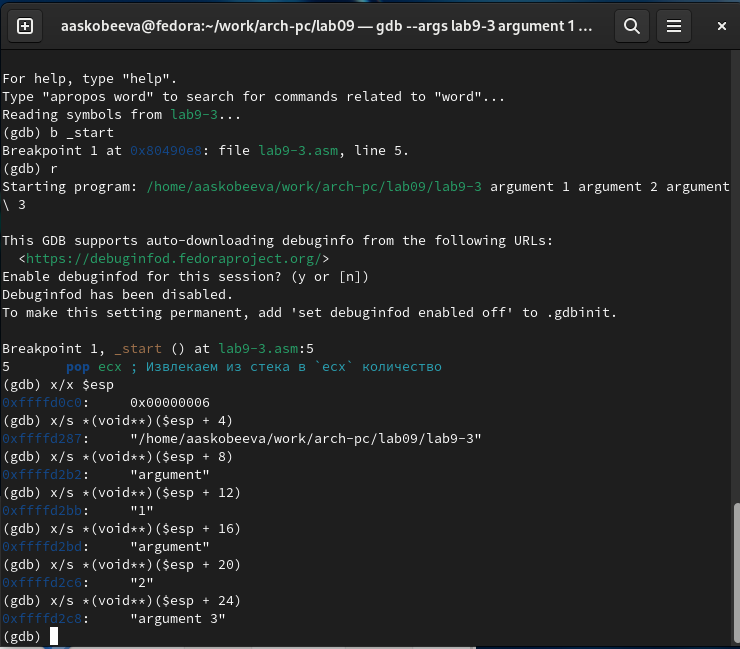 aaskobeeva@fedora:~/work/arch-pc/lab09 — gdb --args lab9-3 argument 1 ...
For help, type "help".
Type "apropos word" to search for commands related to "word"...
Reading symbols from lab9-3...
(gdb) b _start
Breakpoint 1 at 0x80490e8: file lab9-3.asm, line 5.
(gdb) r
Starting program: /home/aaskobeeva/work/arch-pc/lab09/lab9-3 argument 1 argument 2 argument
\ 3
This GDB supports auto-downloading debuginfo from the following URLs:
  <https://debuginfod.fedoraproject.org/>
Enable debuginfod for this session? (y or [n])
Debuginfod has been disabled.
To make this setting permanent, add 'set debuginfod enabled off' to .gdbinit.
Breakpoint 1, _start () at lab9-3.asm:5
5       pop ecx ; Извлекаем из стека в `ecx` количество
(gdb) x/x $esp
0xffffd0c0:     0x00000006
(gdb) x/s *(void**)($esp + 4)
0xffffd287:     "/home/aaskobeeva/work/arch-pc/lab09/lab9-3"
(gdb) x/s *(void**)($esp + 8)
0xffffd2b2:     "argument"
(gdb) x/s *(void**)($esp + 12)
0xffffd2bb:     "1"
(gdb) x/s *(void**)($esp + 16)
0xffffd2bd:     "argument"
(gdb) x/s *(void**)($esp + 20)
0xffffd2c6:     "2"
(gdb) x/s *(void**)($esp + 24)
0xffffd2c8:     "argument 3"
(gdb)